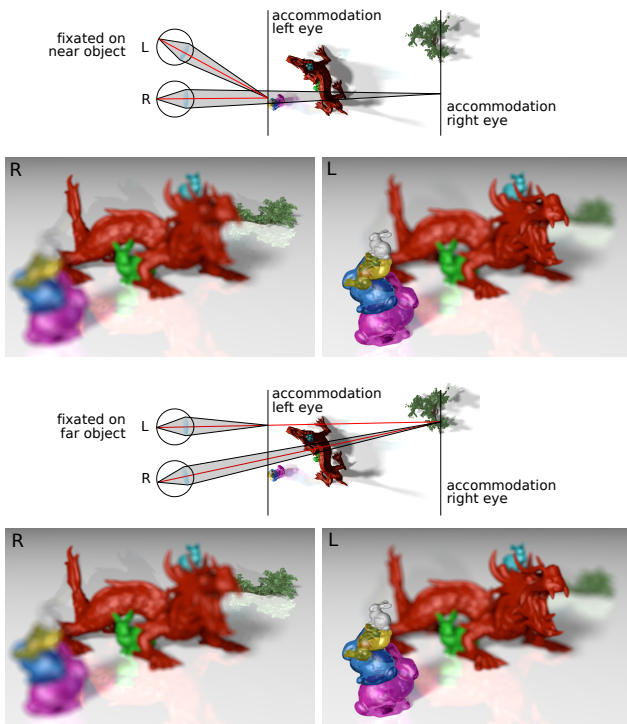 accommodation
left eye
fixated on
near object
L
R
accommodation
right eye
R
L
accommodation
left eye
fixated on
far object
L
R
accommodation
right eye
R
L